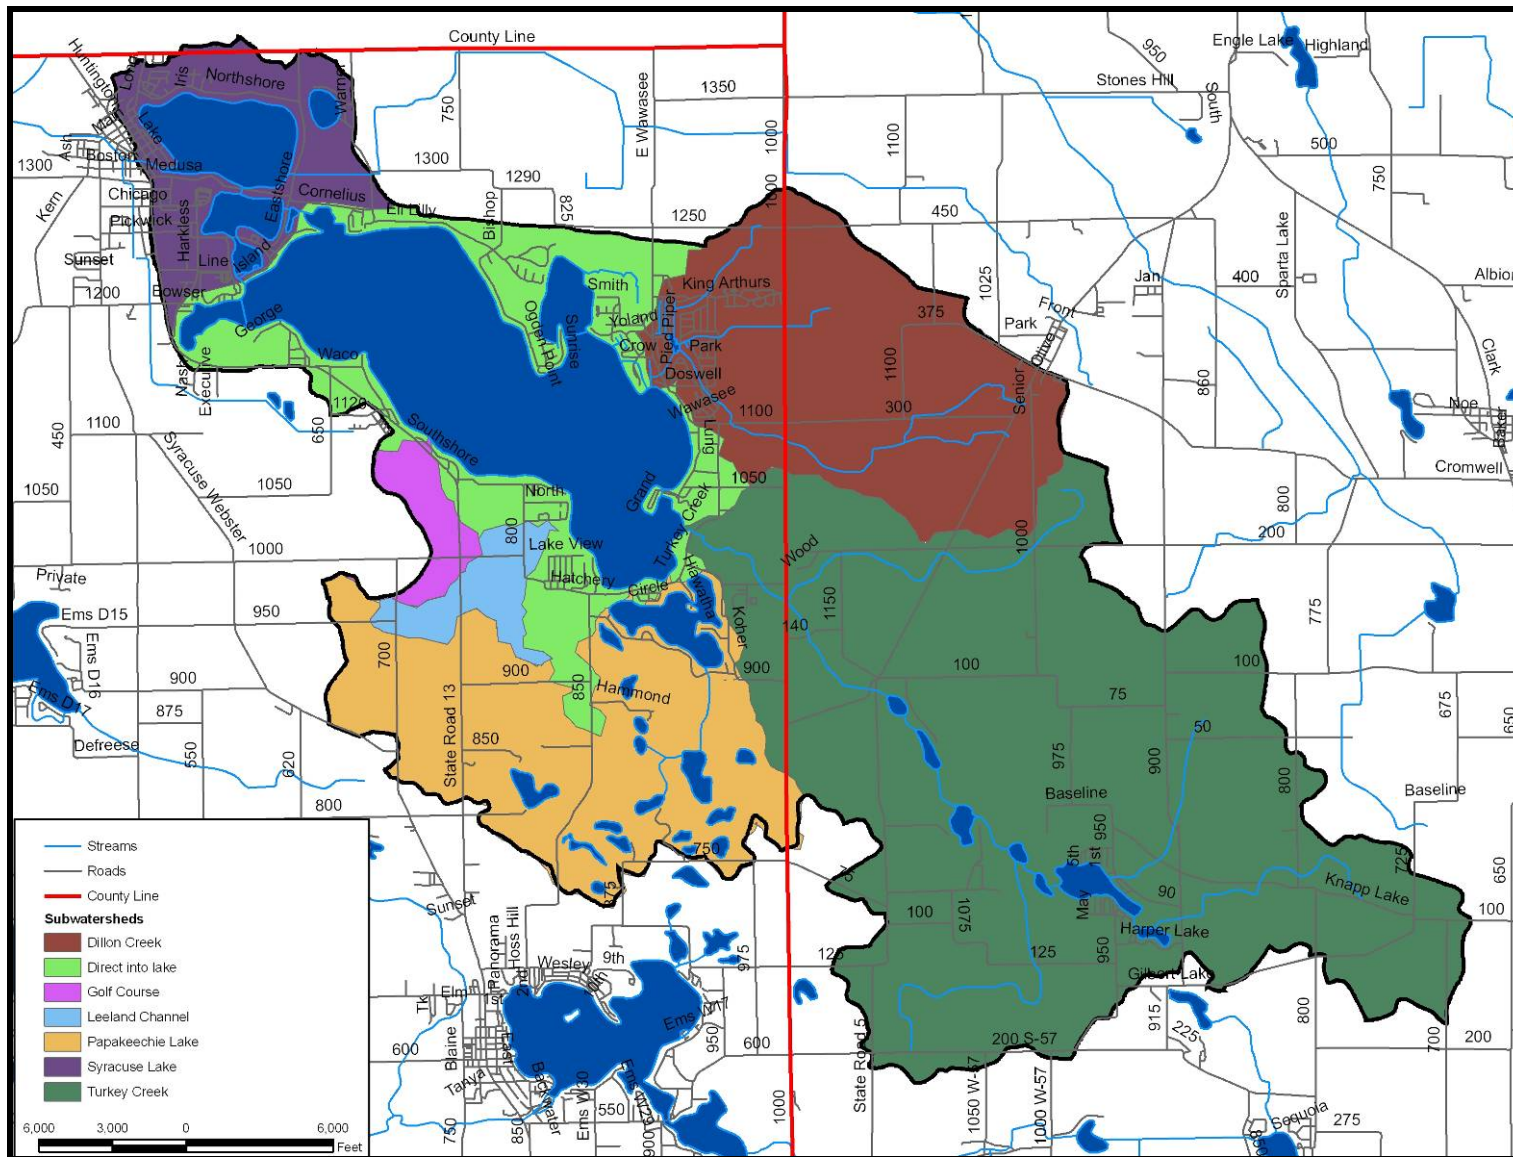 County Line
950
Engle Lake
Highland
Huntington
Long
Iris
Northshore
Warner
750
E Wawasee
1350
Stones Hill
South
Lake
1000
1100
500
Ash
Boston
Medusa
1300
1300
1290
750
Kern
Chicago
Cornelius
Eastshore
Eli Lilly
Bishop
825
1250
1000
450
Pickwick
Harkless
Sparta Lake
Sunset
Line
Island
Bowser
Smith
King Arthurs
1025
Jan
400
Albion
1200
George
Ogden Point
Sunrise
Yoland
Pied Piper
375
Front
Park
Crow
Park
Olive
Clark
Waco
Nash
Executive
Doswell
1100
Senior
860
1120
Wawasee
300
Noe
Baker
450
1100
650
Southshore
Lung
1100
Syracuse Webster
1050
1050
North
Grand
1050
Cromwell
800
Turkey Creek
800
1000
Lake View
Wood
1000
200
Private
Hatchery
Circle
Hiawatha
Ems D15
950
Koher
1150
140
775
Ems D16
700
900
900
900
100
100
Ems D17
850
Hammond
75
675
650
875
State Road 13
50
Defreese
550
620
850
975
900
800
Baseline
Baseline
800
950
5th
1st
750
725
650
875
90
Knapp Lake
Sunset
May
100
1075
100
Harper Lake
Panorama
Hoss Hill
2nd
Wesley
9th
10th
975
125
125
950
Gilbert Lake
Tk
Elm
1st
Ems W17
915
225
800
700
200
600
Blaine
East
950
600
200 S-57
Tanya
Backwater
Ems W30
550
Ems W29
State Road 5
1050 W-57
1000 W-57
Sequoia
275
850
750
850
900
1000
Streams
Roads
County Line
Subwatersheds
Dillon Creek
Direct into lake
Golf Course
Leeland Channel
Papakeechie Lake
Syracuse Lake
Turkey Creek
6,000 3,000 0 6,000
Feet